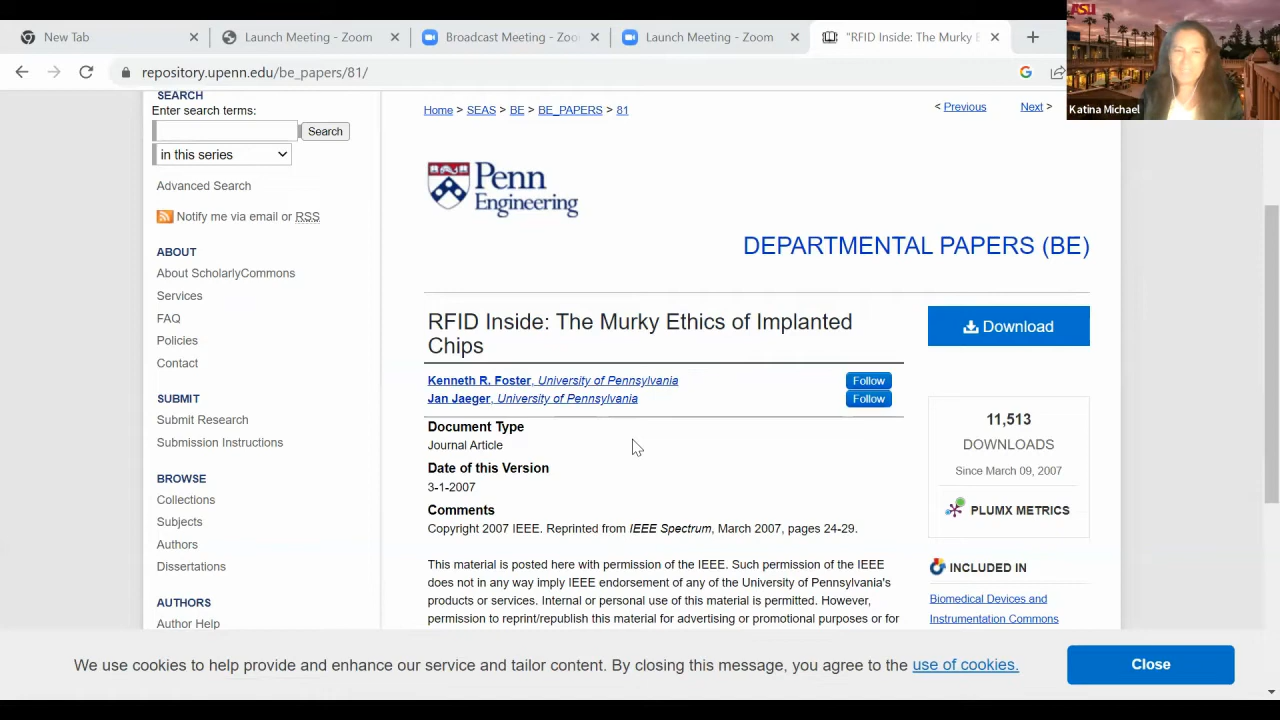 New Tab
Launch Meeting - Zoom
Broadcast Meeting - Zoo
Launch Meeting - Zoom
"RFID Inside: The Murky E
repository.upenn.edu/be_papers/81/
ASU
Katina Michael
SEARCH
Enter search terms:
Search
in this series
Advanced Search
Notify me via email or RSS
ABOUT
About ScholarlyCommons
Services
FAQ
Policies
Contact
SUBMIT
Submit Research
Submission Instructions
BROWSE
Collections
Subjects
Authors
Dissertations
AUTHORS
Author Help
Home > SEAS > BE > BE_PAPERS > 81
< Previous
Next >
Penn
Engineering
DEPARTMENTAL PAPERS (BE)
RFID Inside: The Murky Ethics of Implanted
Chips
Kenneth R. Foster, University of Pennsylvania
Follow
Jan Jaeger, University of Pennsylvania
Follow
Document Type
Journal Article
Date of this Version
3-1-2007
Comments
Copyright 2007 IEEE. Reprinted from IEEE Spectrum, March 2007, pages 24-29.
This material is posted here with permission of the IEEE. Such permission of the IEEE
does not in any way imply IEEE endorsement of any of the University of Pennsylvania's
products or services. Internal or personal use of this material is permitted. However,
permission to reprint/republish this material for advertising or promotional purposes or for
Download
11,513
DOWNLOADS
Since March 09, 2007
PLUMX METRICS
INCLUDED IN
Biomedical Devices and
Instrumentation Commons
We use cookies to help provide and enhance our service and tailor content. By closing this message, you agree to the use of cookies.
Close